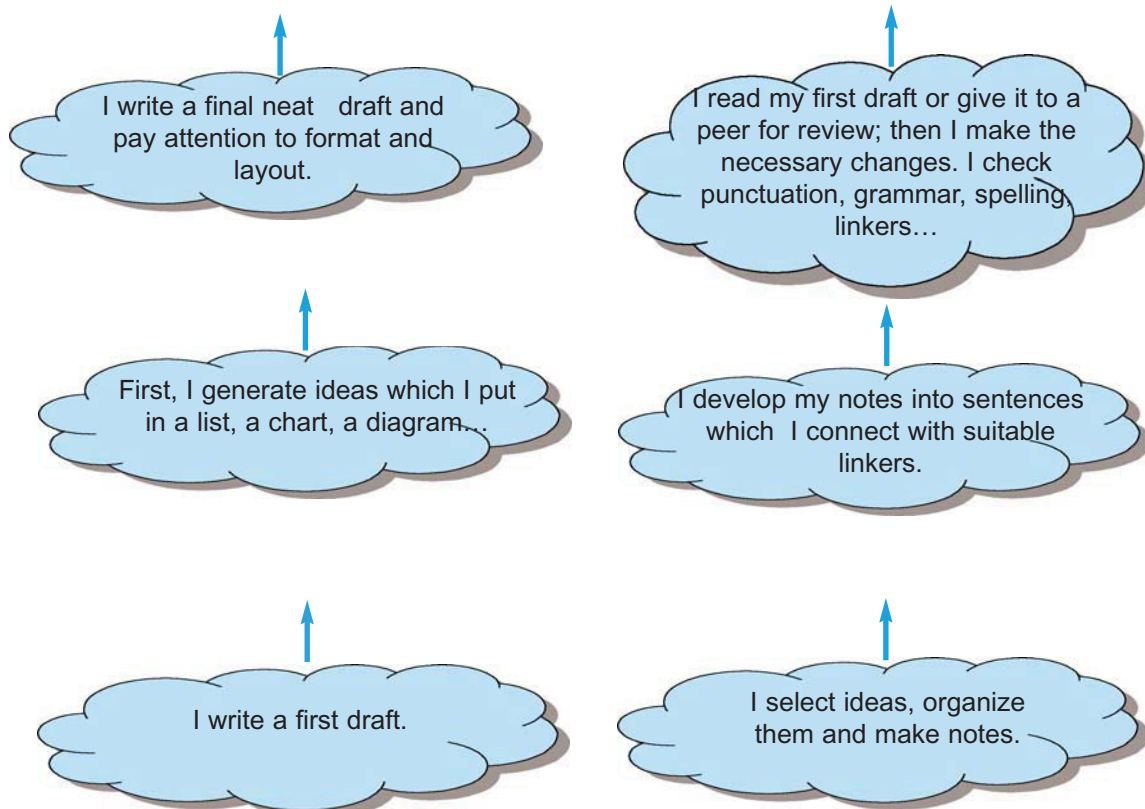 I write a final neat draft and
pay attention to format and
layout.
I read my first draft or give it to a
peer for review; then I make the
necessary changes. I check
punctuation, grammar, spelling,
linkers…
First, I generate ideas which I put
in a list, a chart, a diagram…
I develop my notes into sentences
which I connect with suitable
linkers.
I write a first draft.
I select ideas, organize
them and make notes.